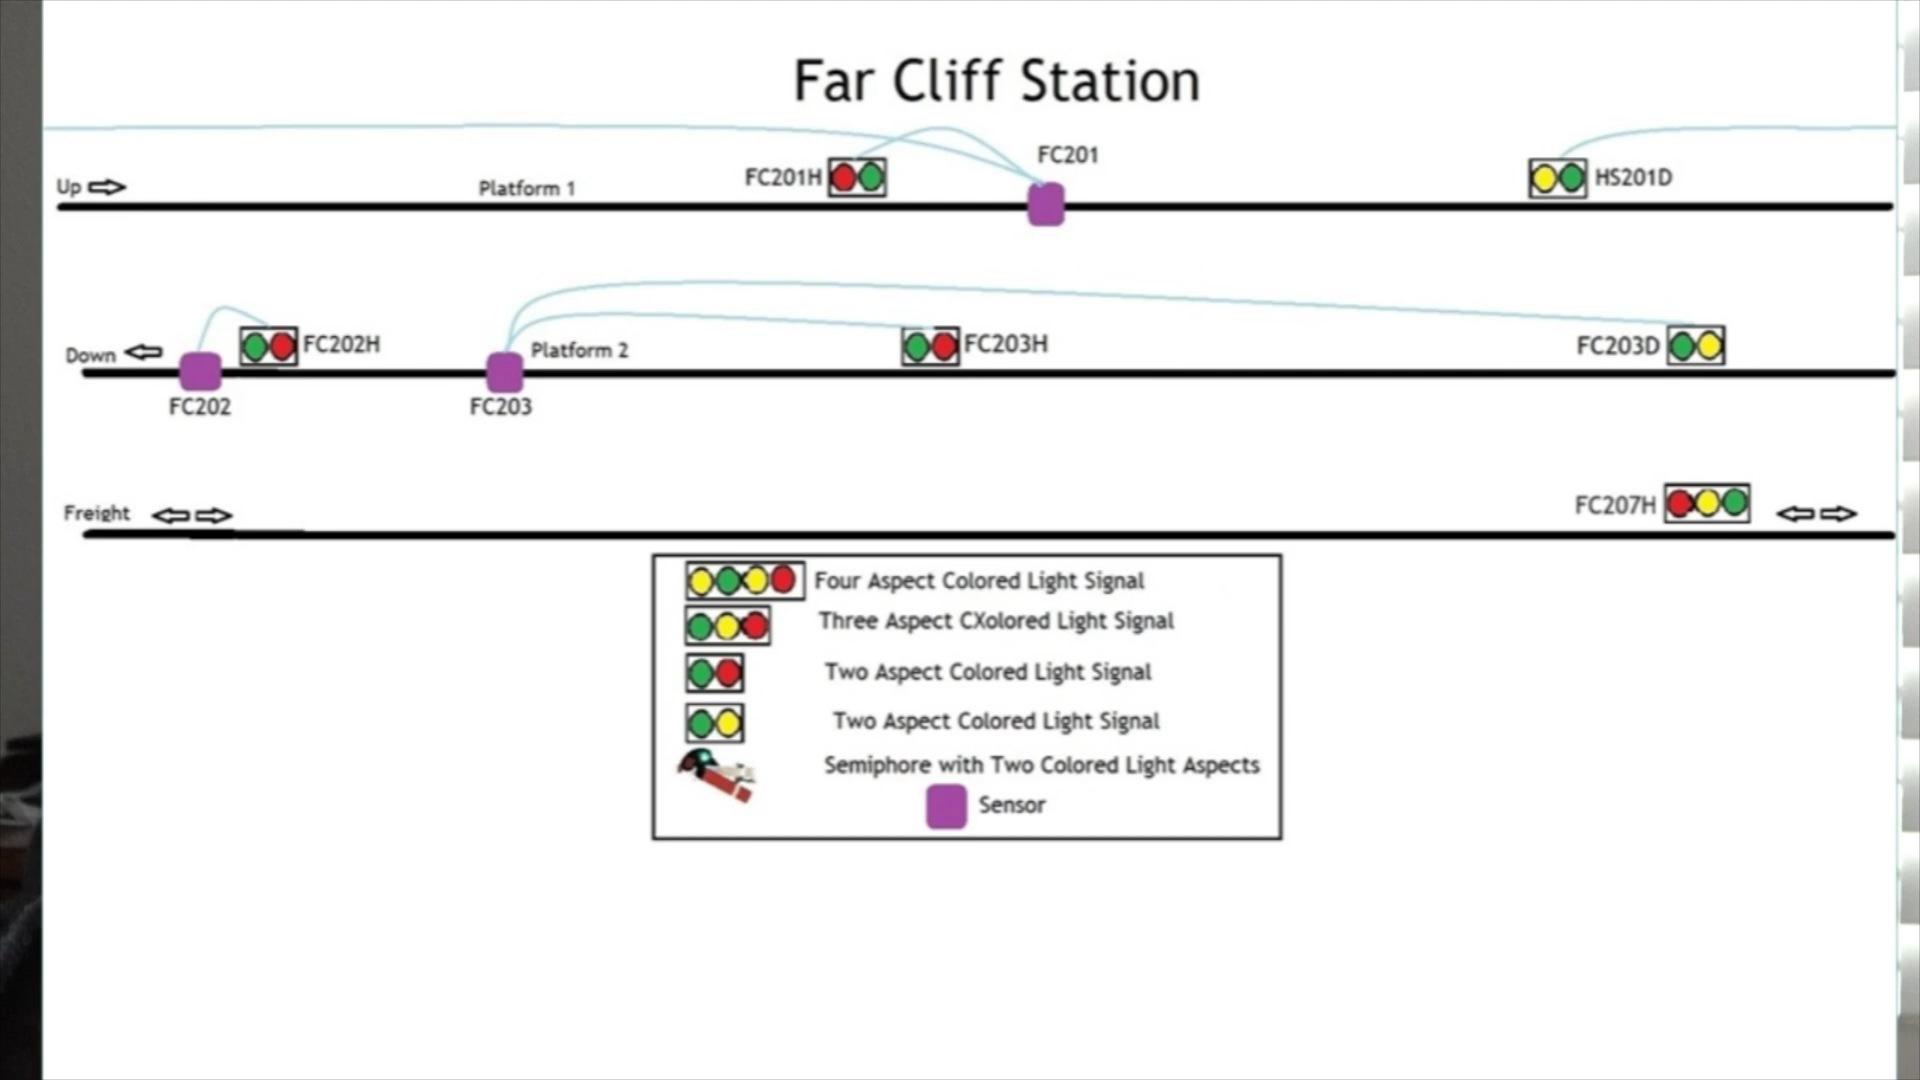 Far Cliff Station
FC201
FC201H
HS201D
Up
Platform 1
FC202H
FC203H
FC203D
Down
Platform 2
FC202
FC203
Freight
FC207H
Four Aspect Colored Light Signal
Three Aspect CXolored Light Signal
Two Aspect Colored Light Signal
Two Aspect Colored Light Signal
Semiphore with Two Colored Light Aspects
Sensor